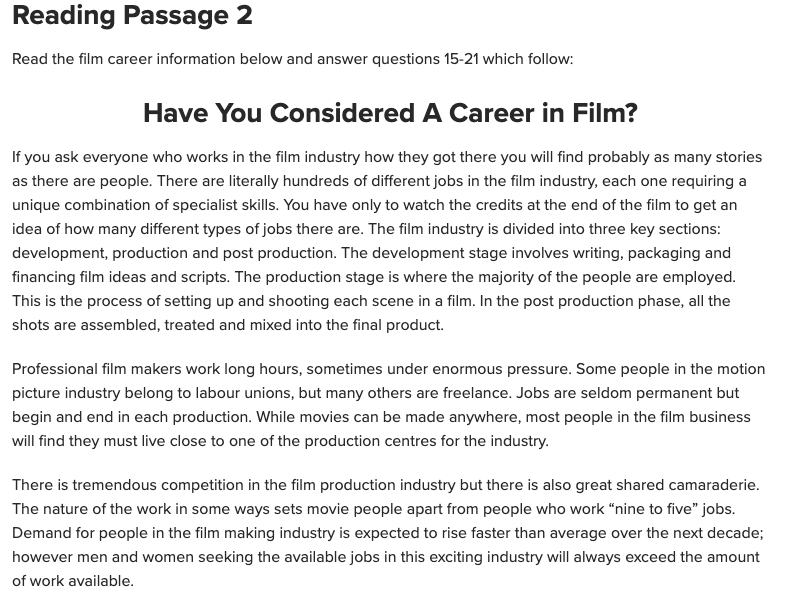 Reading Passage 2
Read the film career information below and answer questions 15-21 which follow:
Have You Considered A Career in Film?
If you ask everyone who works in the film industry how they got there you will find probably as many stories
as there are people. There are literally hundreds of different jobs in the film industry, each one requiring a
unique combination of specialist skills. You have only to watch the credits at the end of the film to get an
idea of how many different types of jobs there are. The film industry is divided into three key sections:
development, production and post production. The development stage involves writing, packaging and
financing film ideas and scripts. The production stage is where the majority of the people are employed.
This is the process of setting up and shooting each scene in a film. In the post production phase, all the
shots are assembled, treated and mixed into the final product.
Professional film makers work long hours, sometimes under enormous pressure. Some people in the motion
picture industry belong to labour unions, but many others are freelance. Jobs are seldom permanent but
begin and end in each production. While movies can be made anywhere, most people in the film business
will find they must live close to one of the production centres for the industry.
There is tremendous competition in the film production industry but there is also great shared camaraderie.
The nature of the work in some ways sets movie people apart from people who work “nine to five” jobs.
Demand for people in the film making industry is expected to rise faster than average over the next decade;
however men and women seeking the available jobs in this exciting industry will always exceed the amount
of work available.